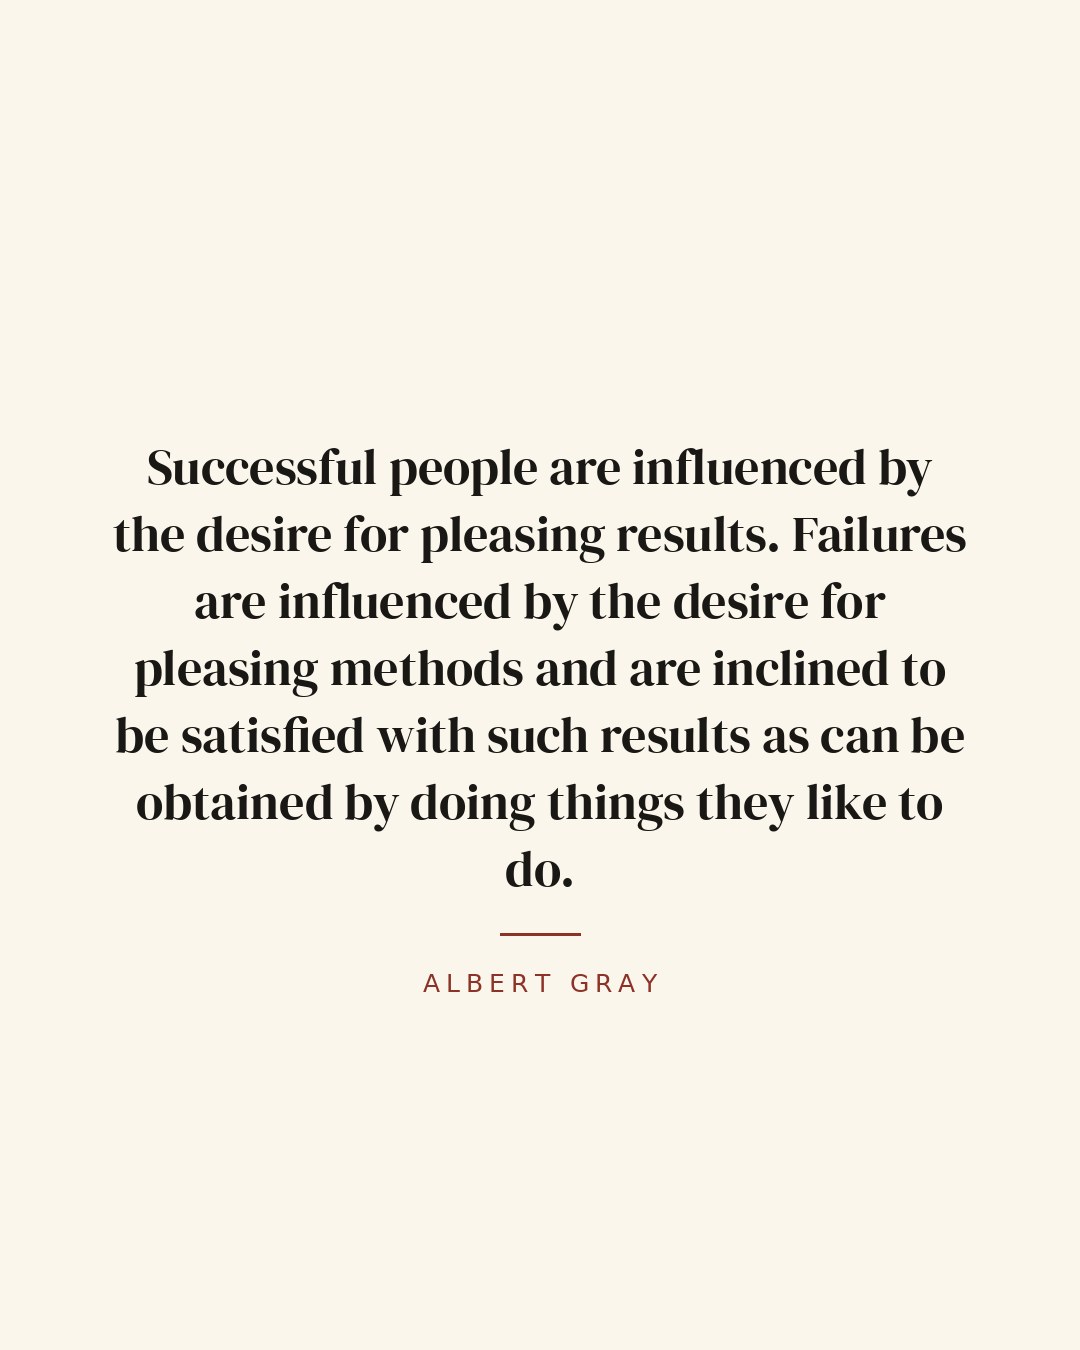 Successful people are influenced by
the desire for pleasing results. Failures
are influenced by the desire for
pleasing methods and are inclined to
be satisfied with such results as can be
obtained by doing things they like to
do.
ALBERT GRAY